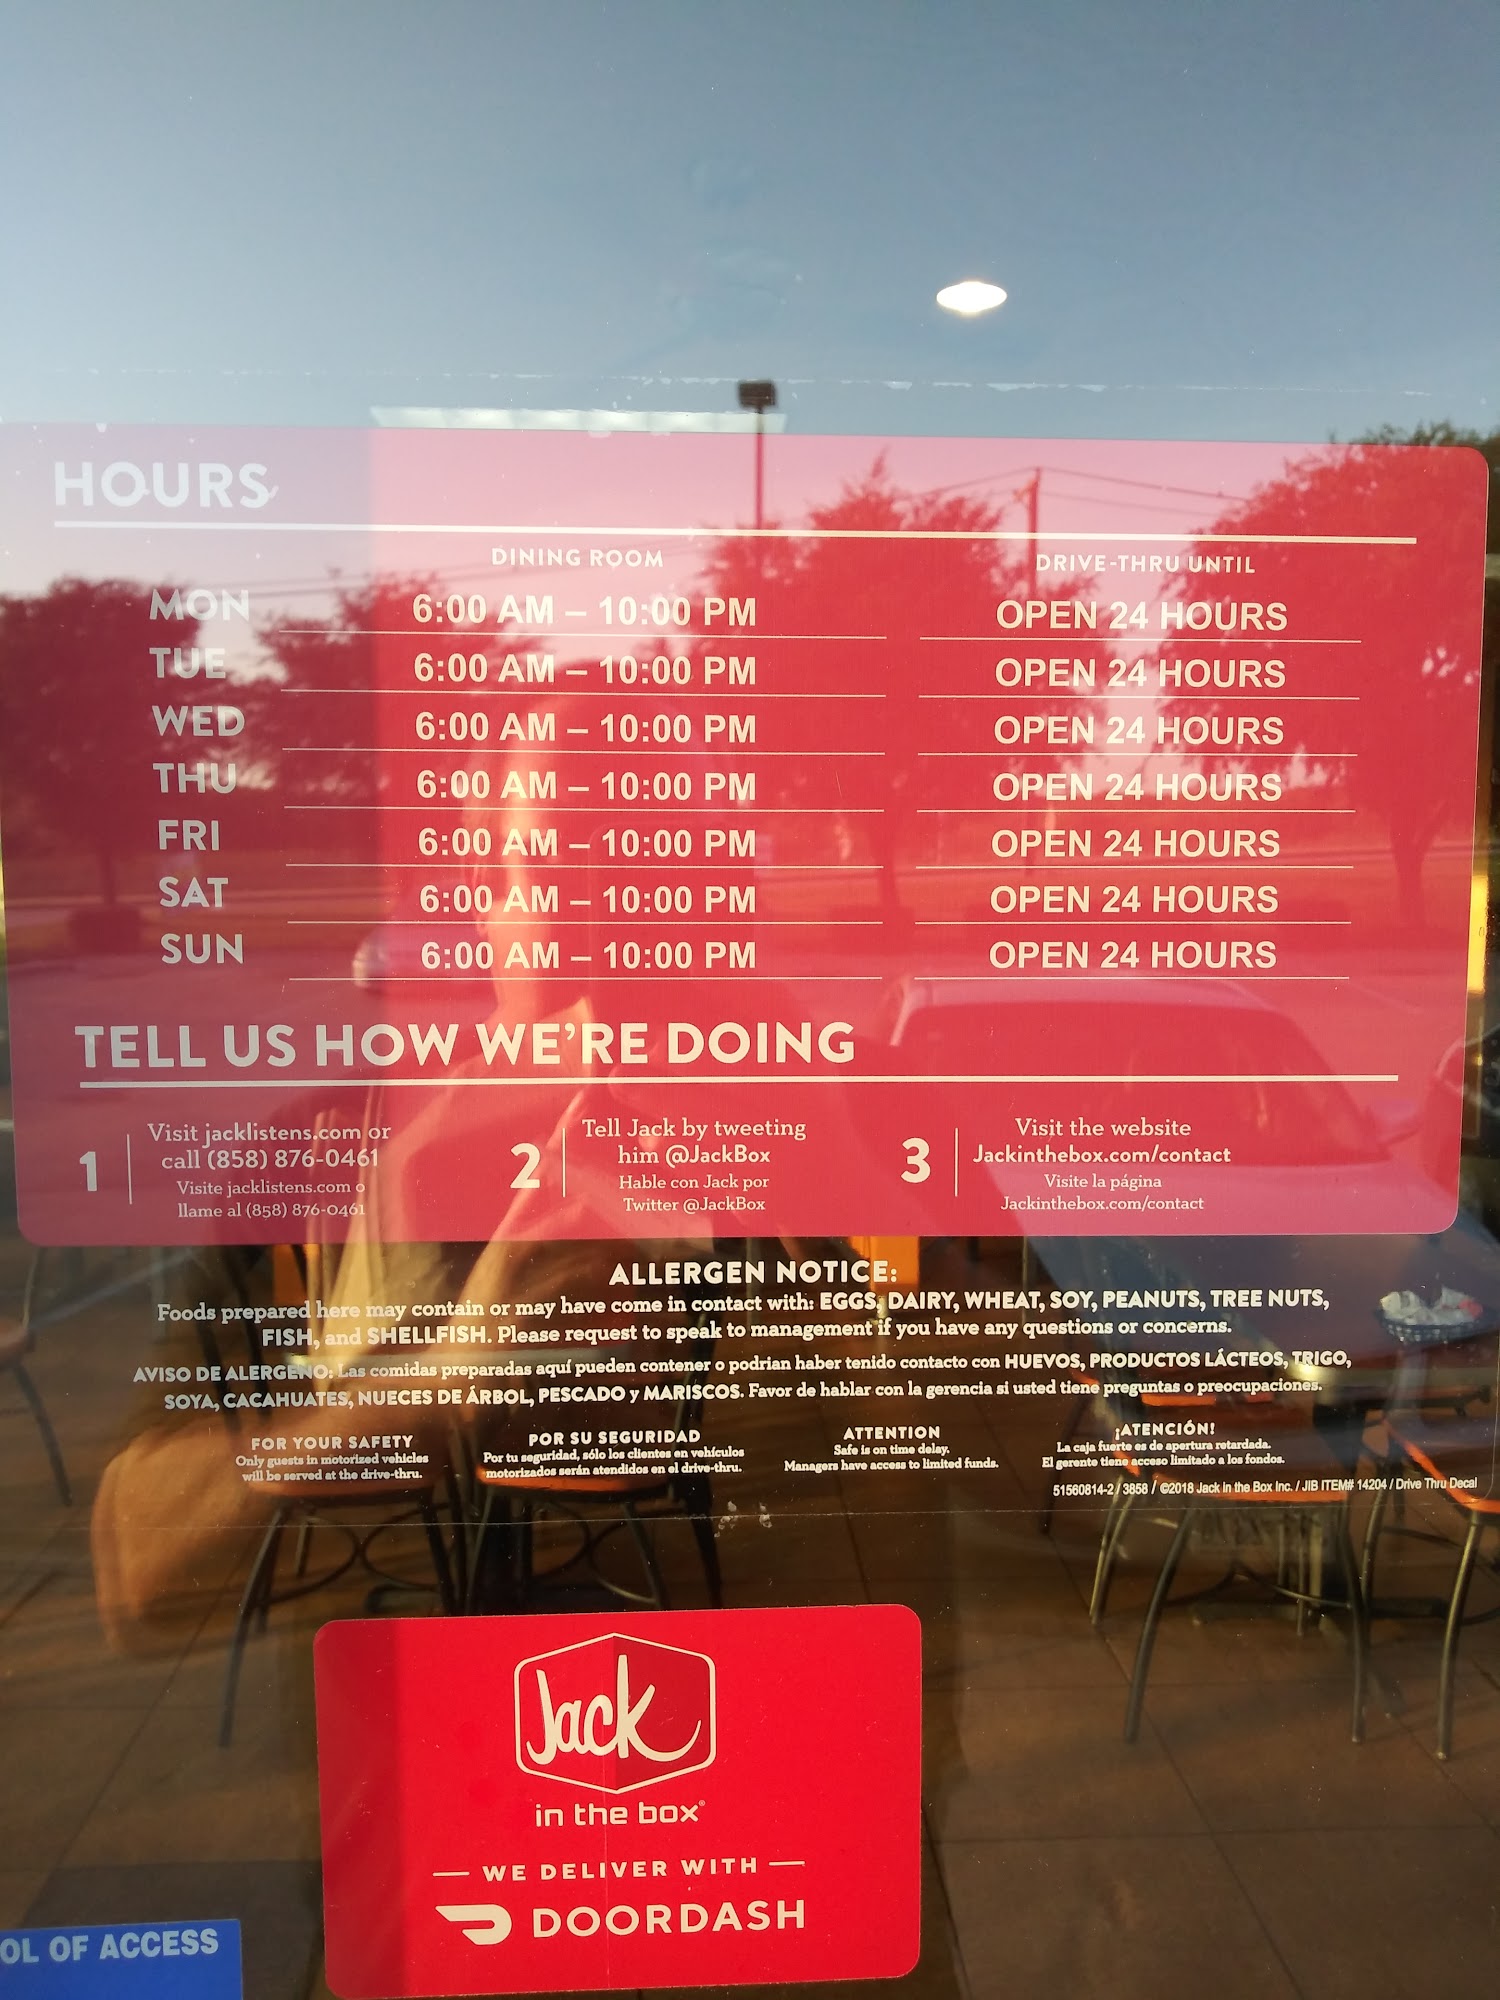 HOURS
DINING ROOM DRIVE-THRU UNTIL
MON 6:00 AM – 10:00 PM OPEN 24 HOURS
TUE 6:00 AM – 10:00 PM OPEN 24 HOURS
WED 6:00 AM – 10:00 PM OPEN 24 HOURS
THU 6:00 AM – 10:00 PM OPEN 24 HOURS
FRI 6:00 AM – 10:00 PM OPEN 24 HOURS
SAT 6:00 AM – 10:00 PM OPEN 24 HOURS
SUN 6:00 AM – 10:00 PM OPEN 24 HOURS
TELL US HOW WE'RE DOING
1
Visit jacklistens.com or
call (858) 876-0461
Visite jacklistens.com o
llame al (858) 876-0461
2
Tell Jack by tweeting
him @JackBox
Hable con Jack por
Twitter @JackBox
3
Visit the website
Jackinthebox.com/contact
Visite la página
Jackinthebox.com/contact
ALLERGEN NOTICE:
Foods prepared here may contain or may have come in contact with: EGGS, DAIRY, WHEAT, SOY, PEANUTS, TREE NUTS,
FISH, and SHELLFISH. Please request to speak to management if you have any questions or concerns.
AVISO DE ALERGENO: Las comidas preparadas aquí pueden contener o podrian haber tenido contacto con HUEVOS, PRODUCTOS LÁCTEOS, TRIGO,
SOYA, CACAHUATES, NUECES DE ÁRBOL, PESCADO y MARISCOS. Favor de hablar con la gerencia si usted tiene preguntas o preocupaciones.
FOR YOUR SAFETY
Only guests in motorized vehicles
will be served at the drive-thru.
POR SU SEGURIDAD
Por tu seguridad, sólo los clientes en vehículos
motorizados serán atendidos en el drive-thru.
ATTENTION
Safe is on time delay.
Managers have access to limited funds.
¡ATENCIÓN!
La caja fuerte es de apertura retardada.
El gerente tiene acceso limitado a los fondos.
51560814-2 / 3858 / ©2018 Jack in the Box Inc. / JIB ITEM# 14204 / Drive Thru Decal
Jack
in the box®
WE DELIVER WITH
DOORDASH
OL OF ACCESS